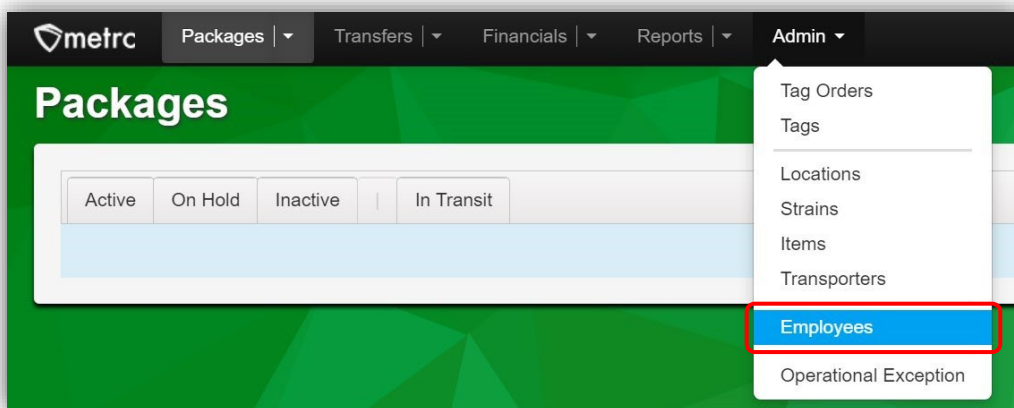 metrc Packages Transfers Financials Reports Admin
Packages
Active On Hold Inactive In Transit
Tag Orders
Tags
Locations
Strains
Items
Transporters
Employees
Operational Exception